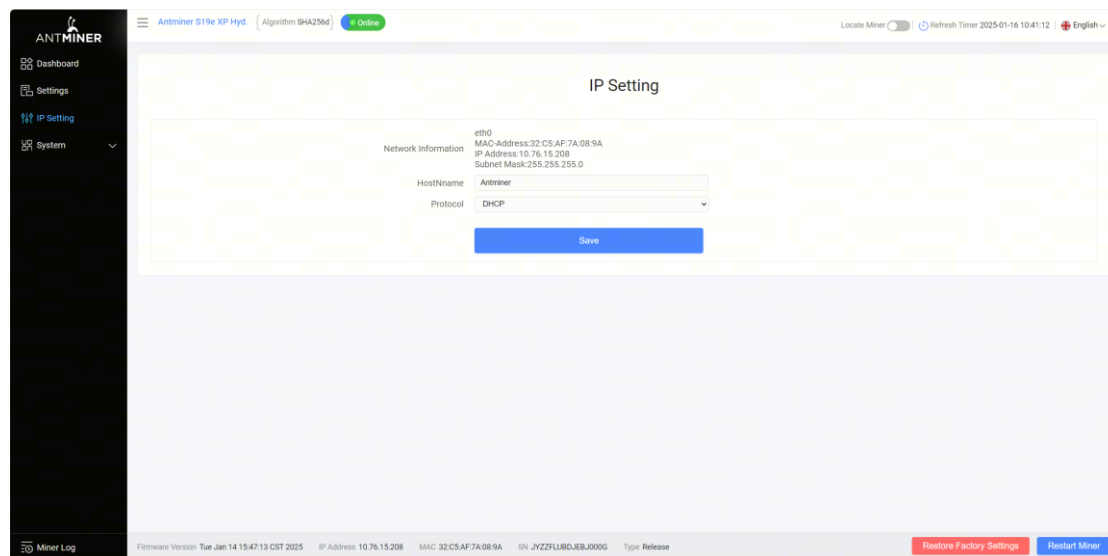 ANTMINER
Antminer S19e XP Hyd. {Algorithm SHA256d} Online
Locate Miner Refresh Timer 2025-01-16 10:41:12 English
Dashboard
Settings
IP Setting
System
IP Setting
Network Information
eth0
MAC-Address:32:C5:AF:7A:08:9A
IP Address:10.76.15.208
Subnet Mask:255.255.255.0
HostNname Antminer
Protocol DHCP
Save
Miner Log
Firmware Version Tue Jan 14 15:47:13 CST 2025 IP Address 10.76.15.208 MAC 32:C5:AF:7A:08:9A SN JYZZFLUBDJEBJ000G Type Release
Restore Factory Settings
Restart Miner